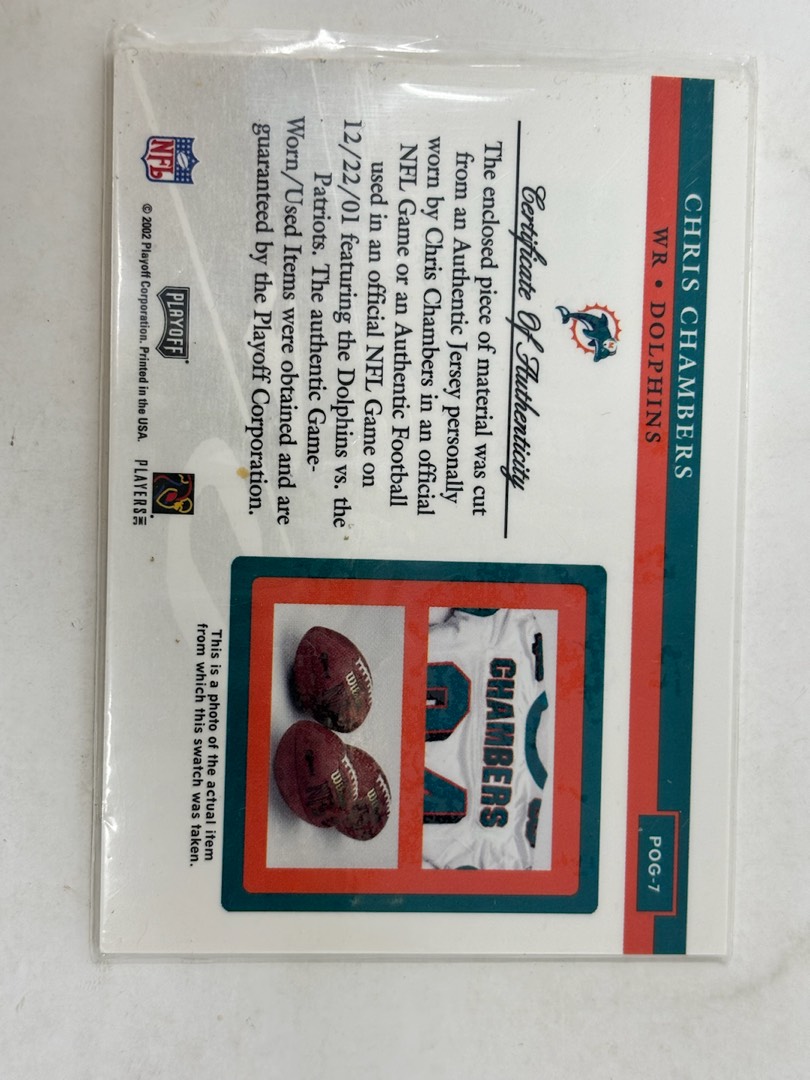 CHRIS CHAMBERS
WR • DOLPHINS
POG-7
Certificate Of Authenticity
The enclosed piece of material was cut
from an Authentic Jersey personally
worn by Chris Chambers in an official
NFL Game or an Authentic Football
used in an official NFL Game on
12/22/01 featuring the Dolphins vs. the
Patriots. The authentic Game-
Worn/Used Items were obtained and are
guaranteed by the Playoff Corporation.
CHAMBERS
84
This is a photo of the actual item
from which this swatch was taken.
NFL
PLAYOFF
PLAYERS INC
© 2002 Playoff Corporation. Printed in the USA.